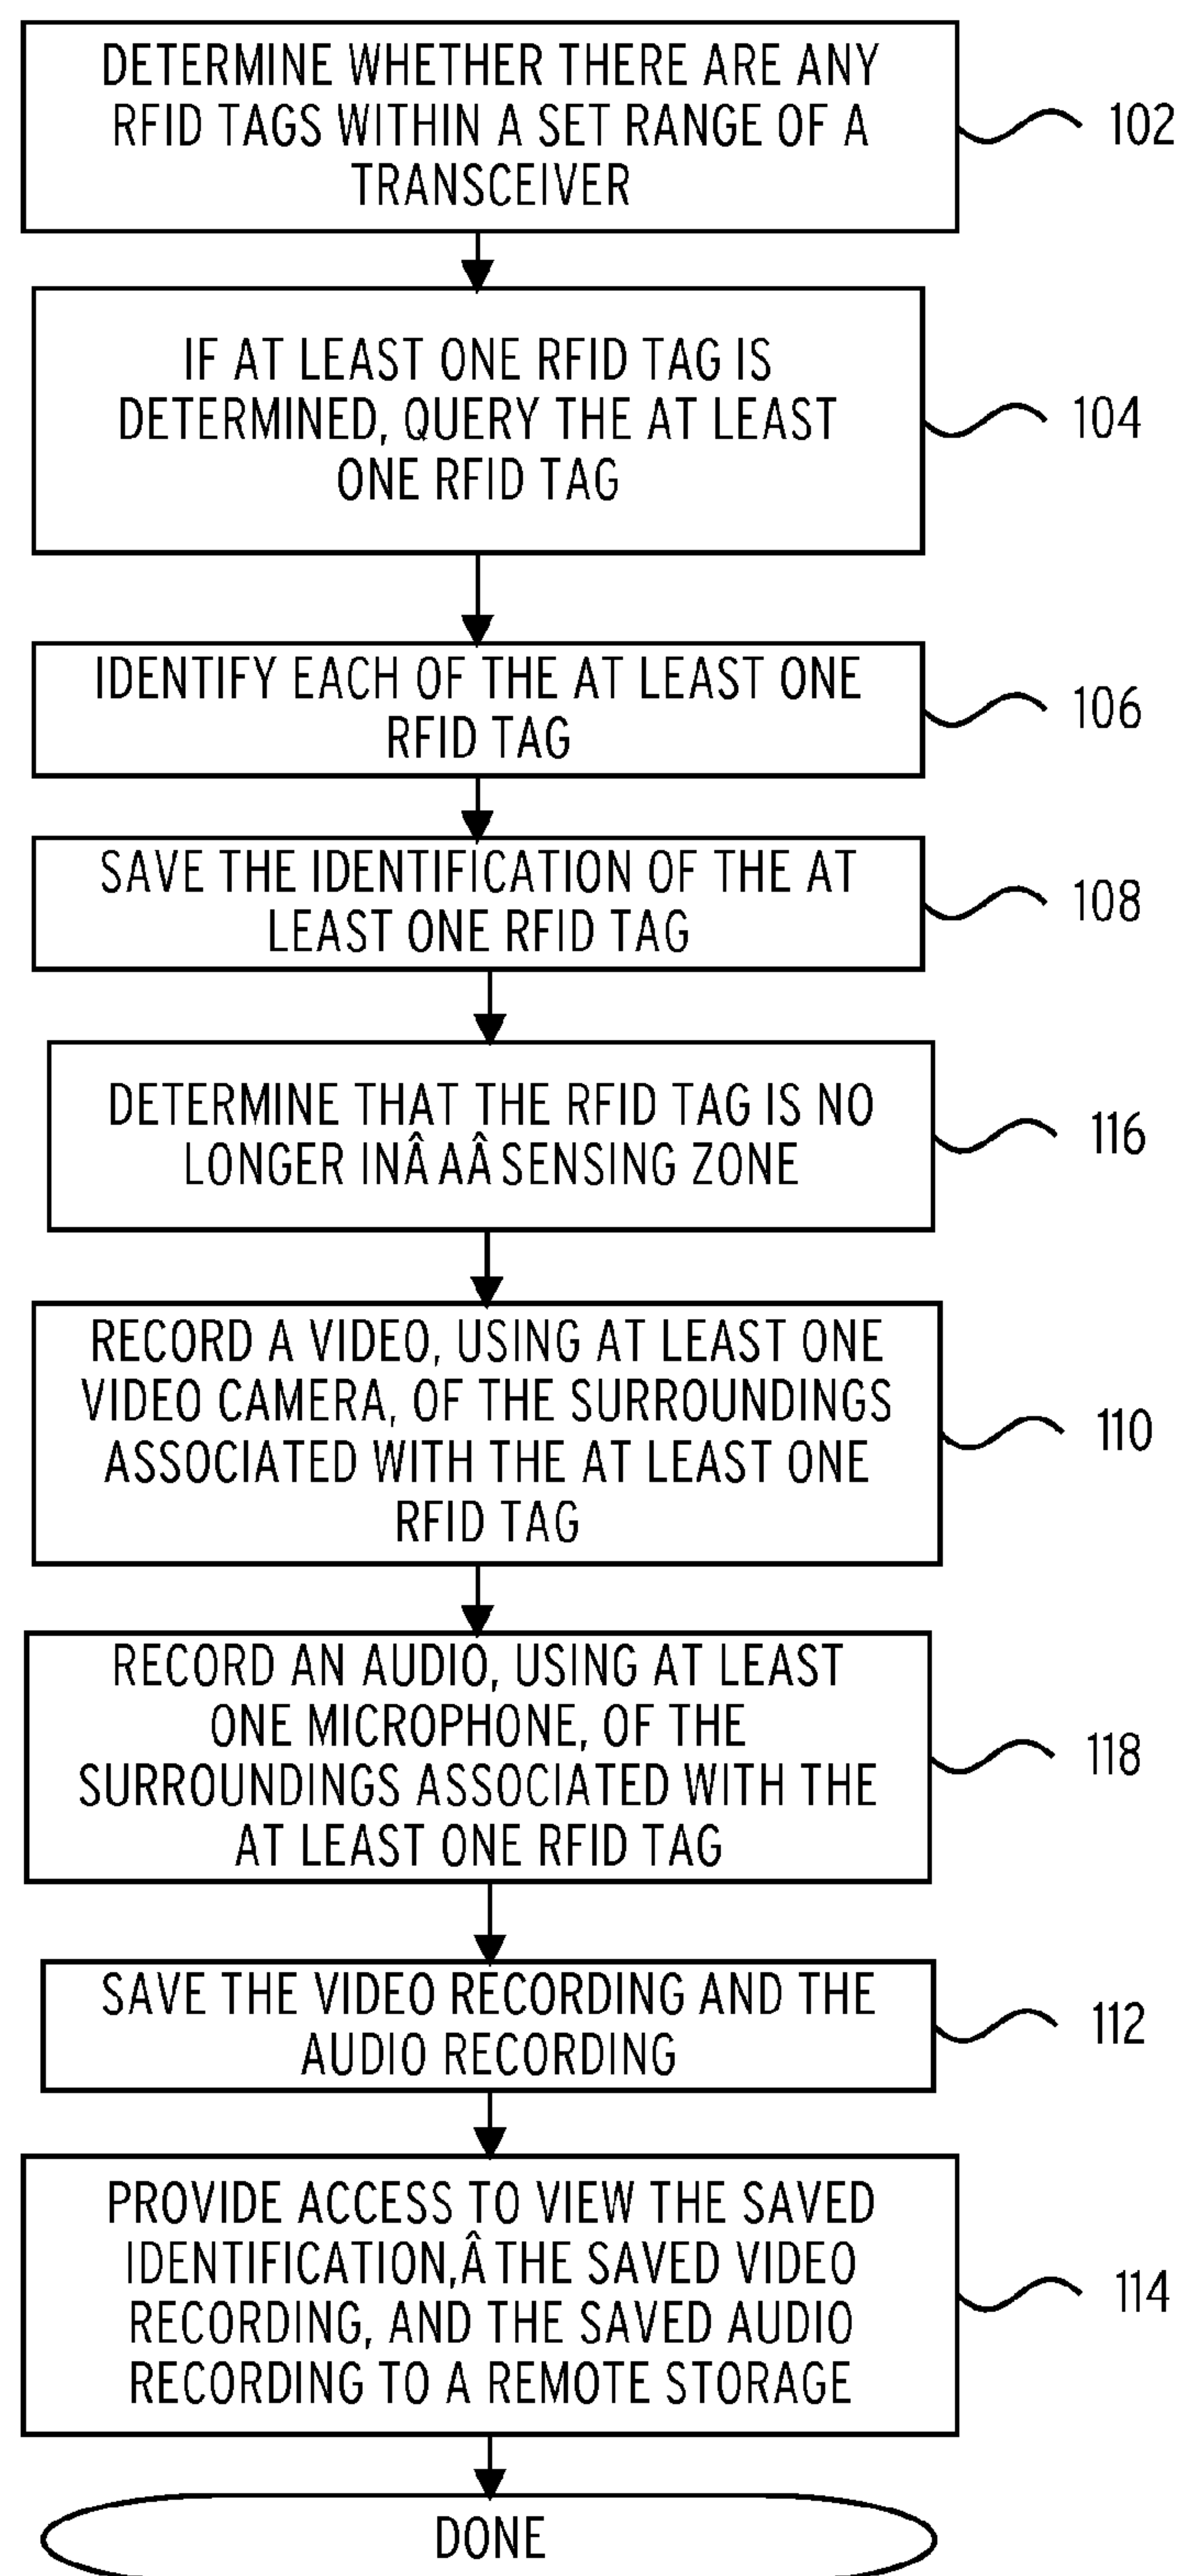 DETERMINE WHETHER THERE ARE ANY
RFID TAGS WITHIN A SET RANGE OF A
TRANSCEIVER
102
IF AT LEAST ONE RFID TAG IS
DETERMINED, QUERY THE AT LEAST
ONE RFID TAG
104
IDENTIFY EACH OF THE AT LEAST ONE
RFID TAG
106
SAVE THE IDENTIFICATION OF THE AT
LEAST ONE RFID TAG
108
DETERMINE THAT THE RFID TAG IS NO
LONGER INÂ AÂ SENSING ZONE
116
RECORD A VIDEO, USING AT LEAST ONE
VIDEO CAMERA, OF THE SURROUNDINGS
ASSOCIATED WITH THE AT LEAST ONE
RFID TAG
110
RECORD AN AUDIO, USING AT LEAST
ONE MICROPHONE, OF THE
SURROUNDINGS ASSOCIATED WITH THE
AT LEAST ONE RFID TAG
118
SAVE THE VIDEO RECORDING AND THE
AUDIO RECORDING
112
PROVIDE ACCESS TO VIEW THE SAVED
IDENTIFICATION,Â THE SAVED VIDEO
RECORDING, AND THE SAVED AUDIO
RECORDING TO A REMOTE STORAGE
114
DONE